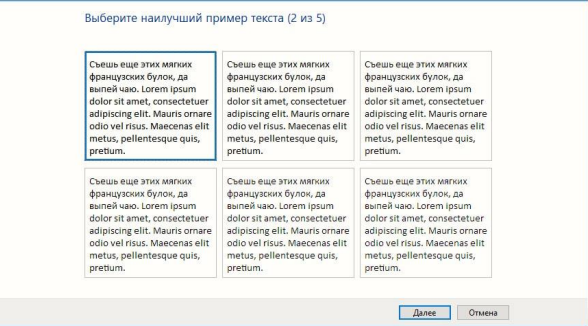 Выберите наилучший пример текста (2 из 5)
Съешь еще этих мягких
французских булок, да
выпей чаю. Lorem ipsum
dolor sit amet, consectetuer
adipiscing elit. Mauris ornare
odio vel risus. Maecenas elit
metus, pellentesque quis,
pretium.
Съешь еще этих мягких
французских булок, да
выпей чаю. Lorem ipsum
dolor sit amet, consectetuer
adipiscing elit. Mauris ornare
odio vel risus. Maecenas elit
metus, pellentesque quis,
pretium.
Съешь еще этих мягких
французских булок, да
выпей чаю. Lorem ipsum
dolor sit amet, consectetuer
adipiscing elit. Mauris ornare
odio vel risus. Maecenas elit
metus, pellentesque quis,
pretium.
Съешь еще этих мягких
французских булок, да
выпей чаю. Lorem ipsum
dolor sit amet, consectetuer
adipiscing elit. Mauris ornare
odio vel risus. Maecenas elit
metus, pellentesque quis,
pretium.
Съешь еще этих мягких
французских булок, да
выпей чаю. Lorem ipsum
dolor sit amet, consectetuer
adipiscing elit. Mauris ornare
odio vel risus. Maecenas elit
metus, pellentesque quis,
pretium.
Съешь еще этих мягких
французских булок, да
выпей чаю. Lorem ipsum
dolor sit amet, consectetuer
adipiscing elit. Mauris ornare
odio vel risus. Maecenas elit
metus, pellentesque quis,
pretium.
Далее Отмена